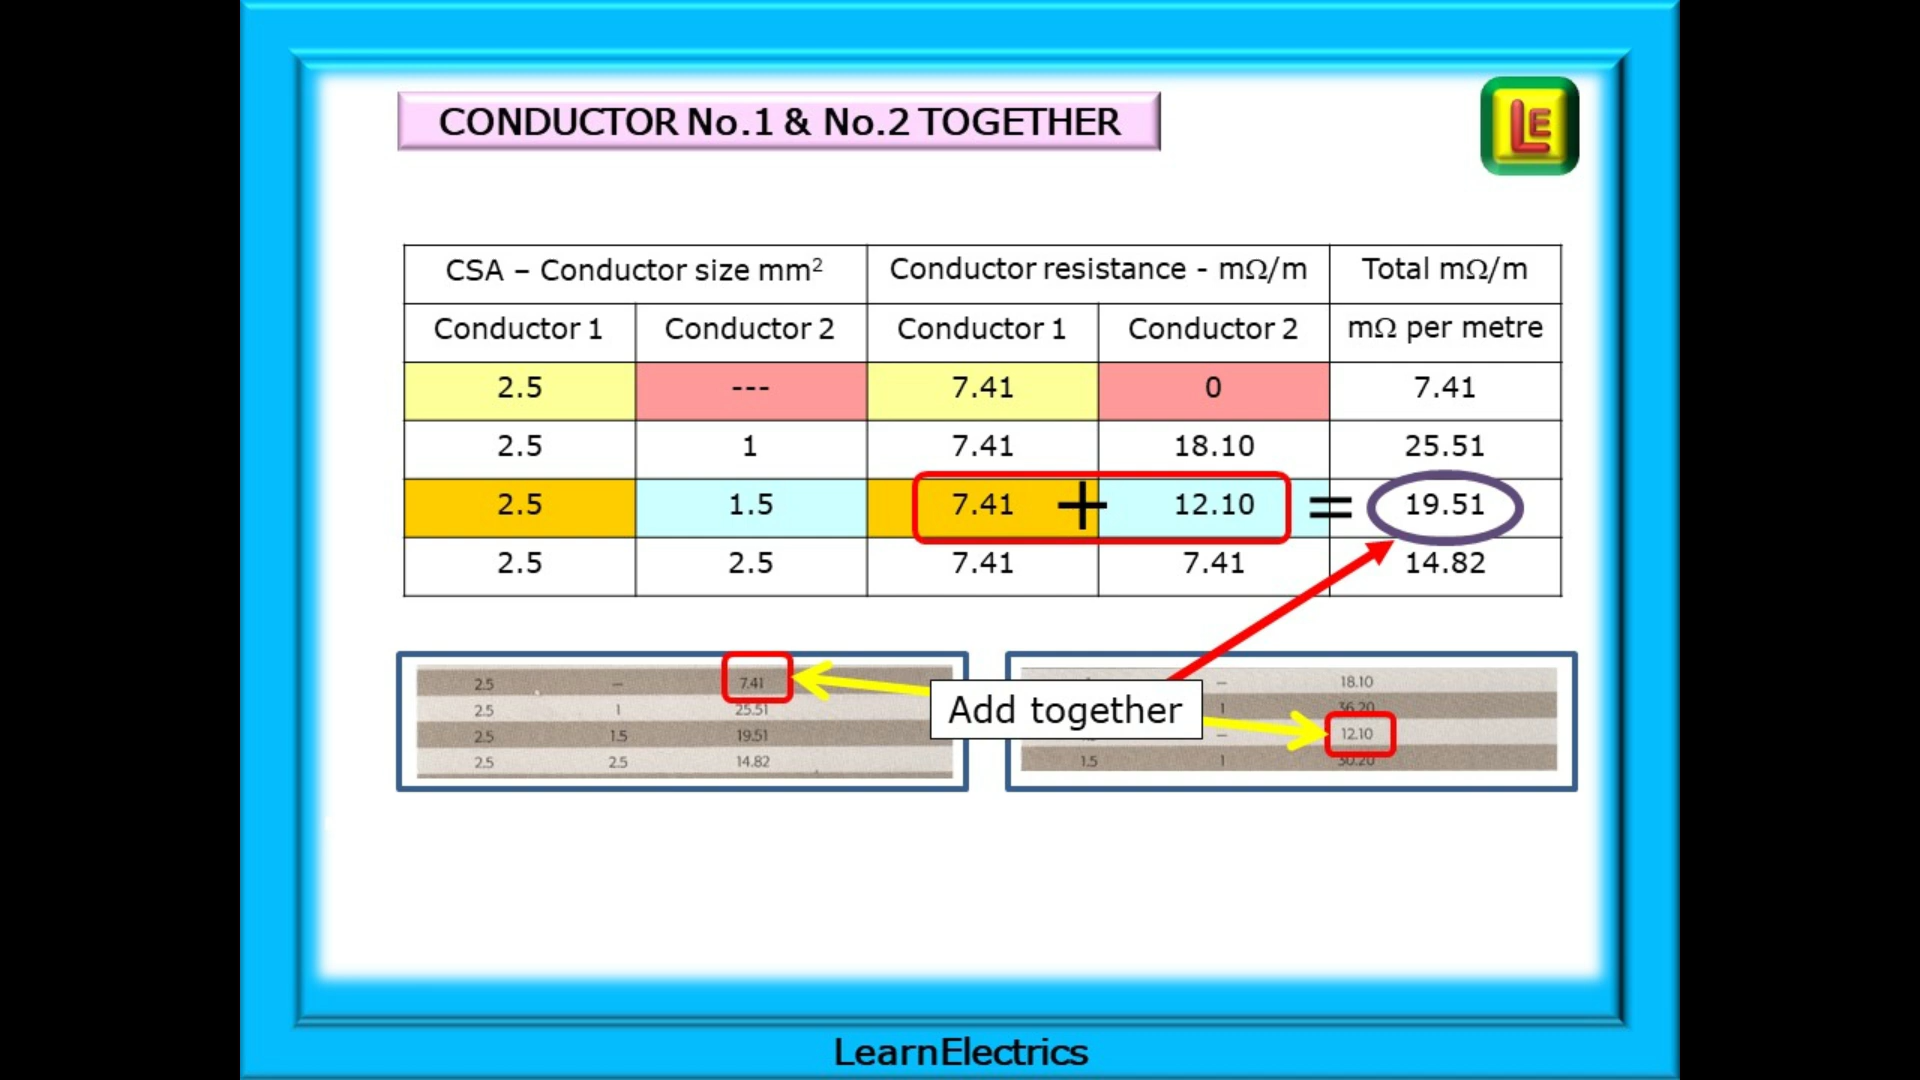 CONDUCTOR No.1 & No.2 TOGETHER
LE
CSA – Conductor size mm² Conductor resistance - mΩ/m Total mΩ/m
Conductor 1 Conductor 2 Conductor 1 Conductor 2 mΩ per metre
2.5 --- 7.41 0 7.41
2.5 1 7.41 18.10 25.51
2.5 1.5 7.41 + 12.10 = 19.51
2.5 2.5 7.41 7.41 14.82
2.5 — 7.41
2.5 1 25.51
2.5 1.5 19.51
2.5 2.5 14.82
Add together
— 18.10
1 36.20
— 12.10
1.5 1 30.20
LearnElectrics